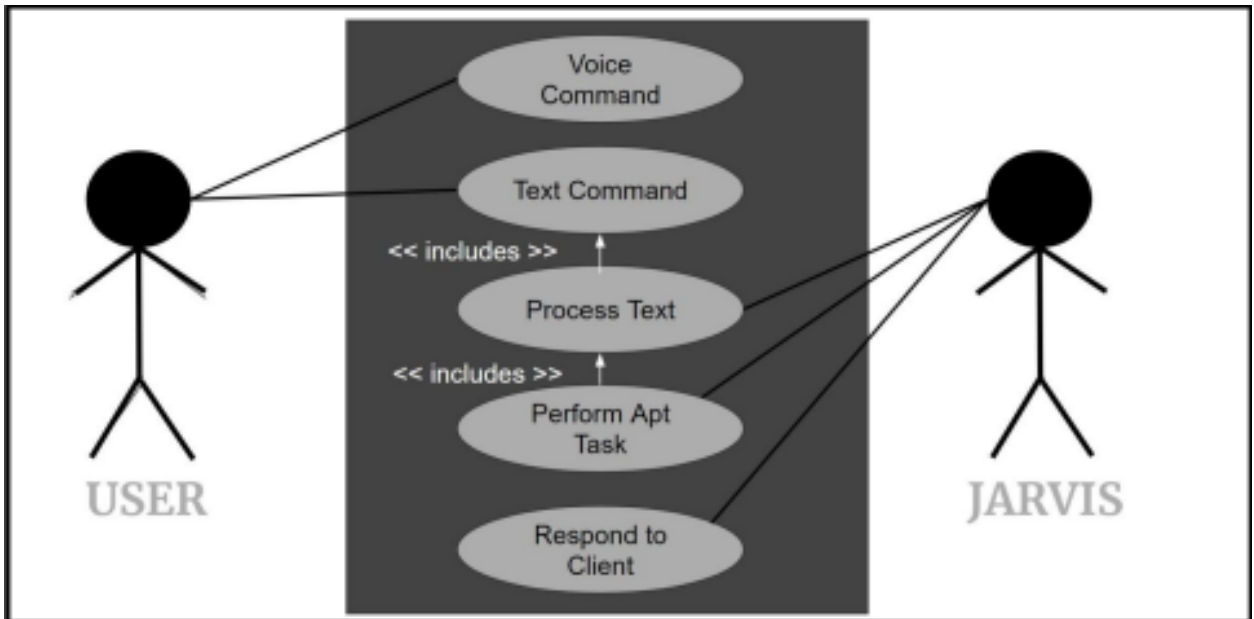 Voice
Command
Text Command
<< includes >>
Process Text
<< includes >>
Perform Apt
Task
Respond to
Client
USER
JARVIS